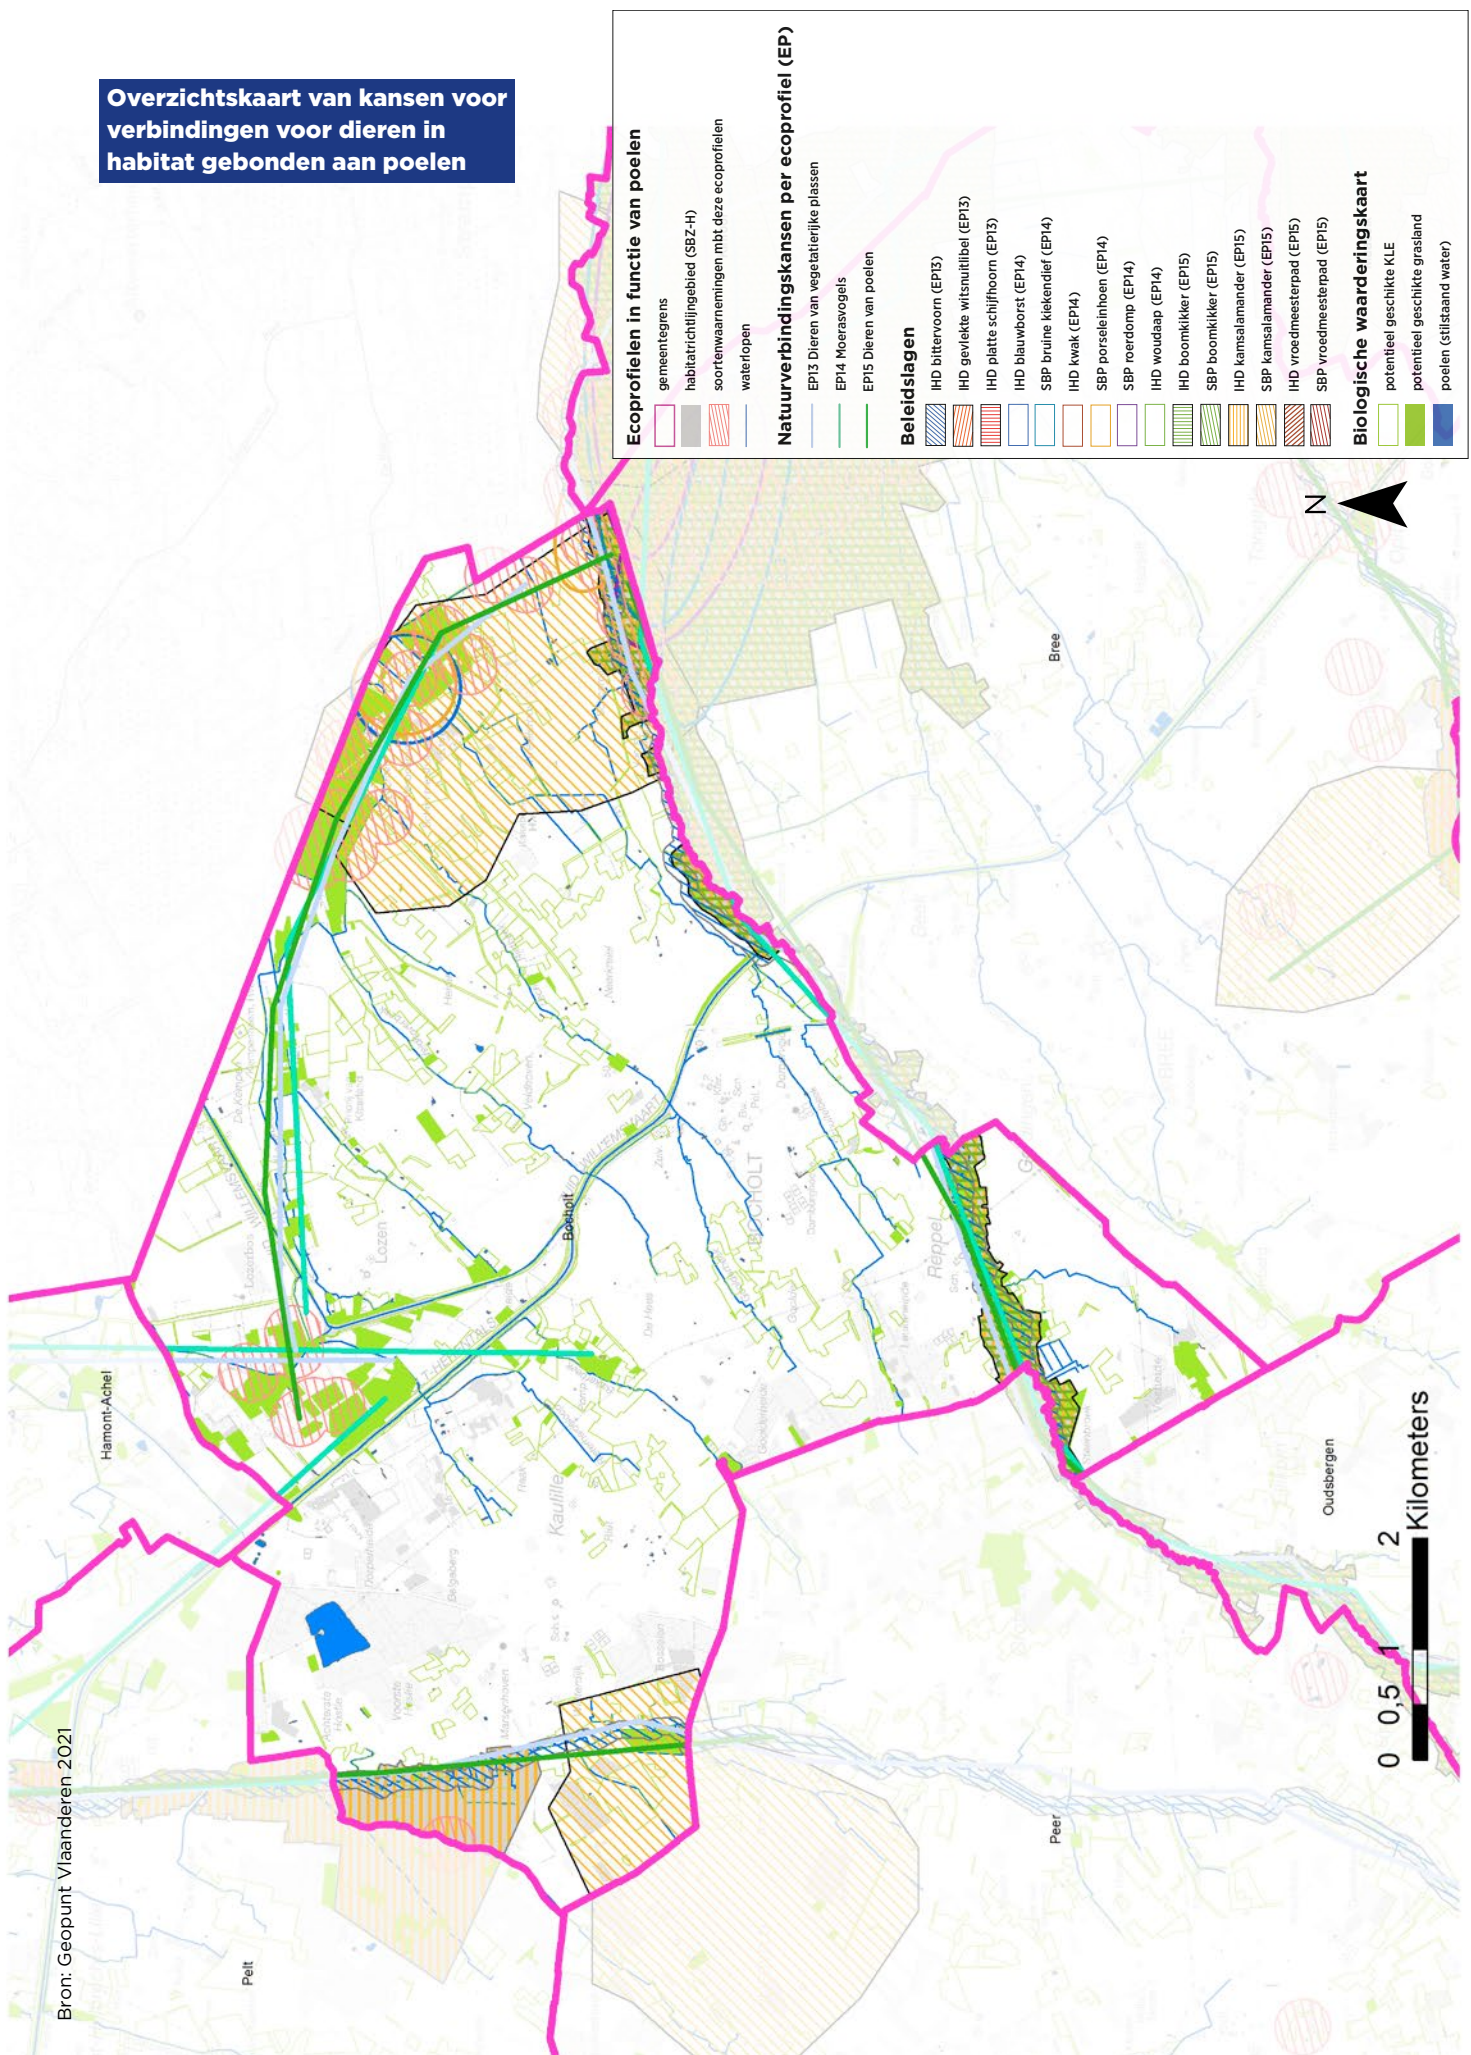 Overzichtskaart van kansen voor
verbindingen voor dieren in
habitat gebonden aan poelen
Ecoprofielen in functie van poelen
gemeentegrens
habitatrichtlijngebied (SBZ-H)
soortenwaarnemingen mbt deze ecoprofielen
waterlopen
Natuurverbindingskansen per ecoprofiel (EP)
EP13 Dieren van vegetatierijke plassen
EP14 Moerasvogels
EP15 Dieren van poelen
Beleidslagen
IHD bittervoorn (EP13)
IHD gevlekte witsnuitlibel (EP13)
IHD platte schijfhoorn (EP13)
IHD blauwborst (EP14)
SBP bruine kiekendief (EP14)
IHD kwak (EP14)
SBP porseleinhoen (EP14)
SBP roerdomp (EP14)
IHD woudaap (EP14)
IHD boomkikker (EP15)
SBP boomkikker (EP15)
IHD kamsalamander (EP15)
SBP kamsalamander (EP15)
IHD vroedmeesterpad (EP15)
SBP vroedmeesterpad (EP15)
Biologische waarderingskaart
potentieel geschikte KLE
potentieel geschikte grasland
poelen (stilstaand water)
N
Hamont-Achel
Bocholt
Bree
Pelt
Peer
Oudsbergen
Lozen
Kaulille
BOCHOLT
Reppel
Lozerbos
Veldhoven
De Hees
0 0,5 1 2
Kilometers
Bron: Geopunt Vlaanderen 2021